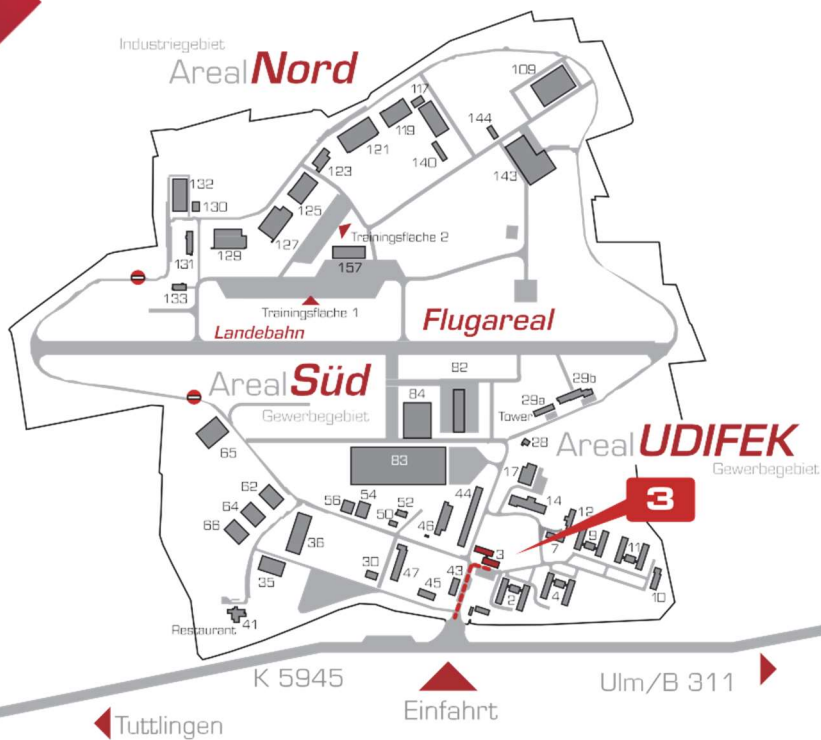 Industriegebiet
Areal Nord
109
117
119
144
121
140
143
123
132
125
130
127
Trainingsfläche 2
131
129
157
133
Trainingsfläche 1
Landebahn
Flugareal
82
Areal Süd
29b
84
29a
Gewerbegebiet
Tower
28
Areal UDIFEK
65
83
Gewerbegebiet
17
62
56
54
44
14
3
64
52
12
50
66
46
9
36
3
7
11
30
47
43
35
45
2
4
10
41
Restaurant
K 5945
Ulm/B 311
Einfahrt
Tuttlingen